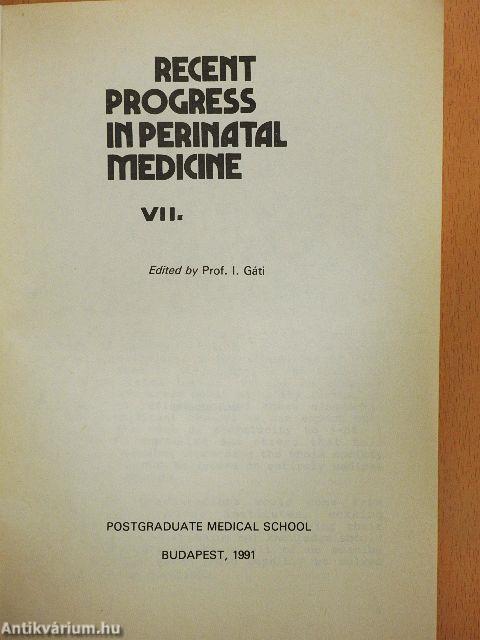 RECENT
PROGRESS
IN PERINATAL
MEDICINE
VII.
Edited by Prof. I. Gáti
POSTGRADUATE MEDICAL SCHOOL
BUDAPEST, 1991
Antikvárium.hu